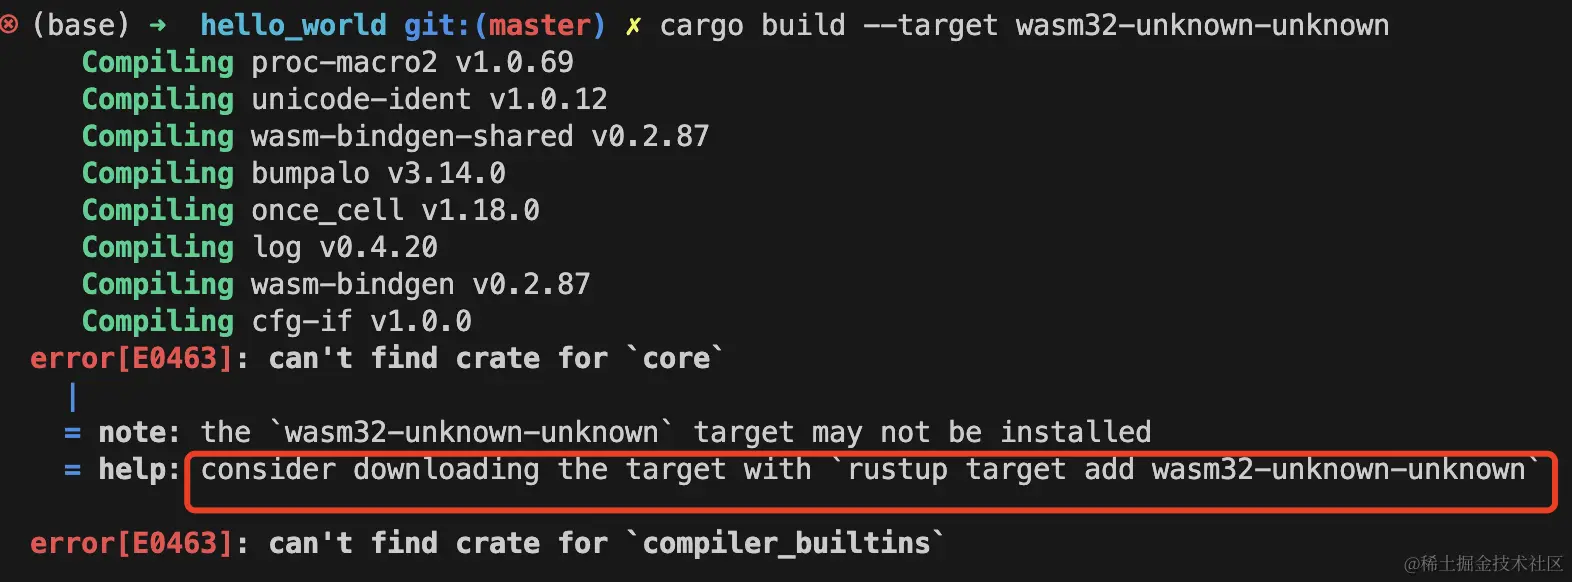 (base) ➜  hello_world git:(master) ✗ cargo build --target wasm32-unknown-unknown
   Compiling proc-macro2 v1.0.69
   Compiling unicode-ident v1.0.12
   Compiling wasm-bindgen-shared v0.2.87
   Compiling bumpalo v3.14.0
   Compiling once_cell v1.18.0
   Compiling log v0.4.20
   Compiling wasm-bindgen v0.2.87
   Compiling cfg-if v1.0.0
error[E0463]: can't find crate for `core`
  |
  = note: the `wasm32-unknown-unknown` target may not be installed
  = help: consider downloading the target with `rustup target add wasm32-unknown-unknown`
error[E0463]: can't find crate for `compiler_builtins`
@稀土掘金技术社区